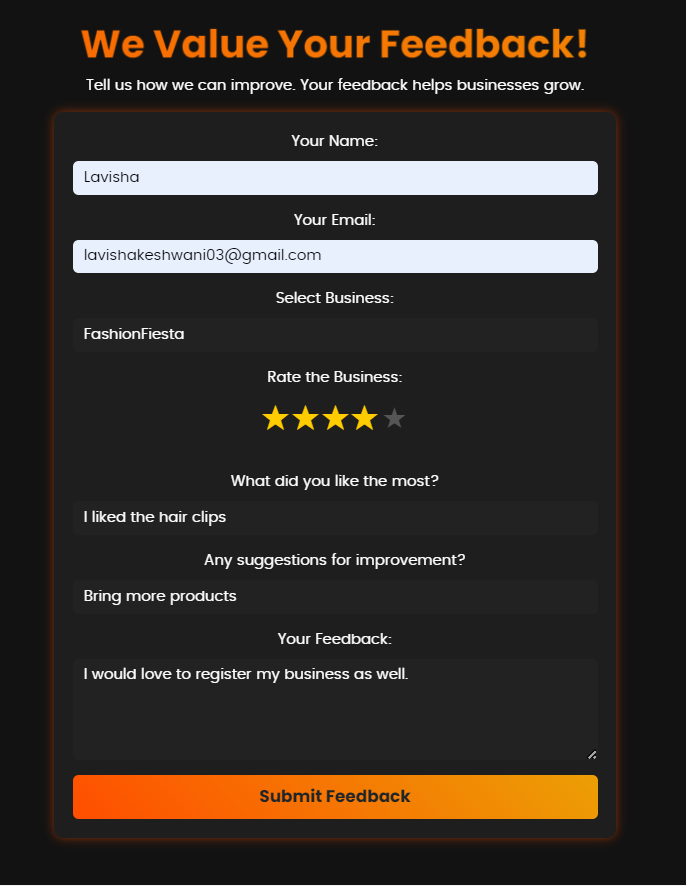 We Value Your Feedback!
Tell us how we can improve. Your feedback helps businesses grow.
Your Name:
Lavisha
Your Email:
lavishakeshwani03@gmail.com
Select Business:
FashionFiesta
Rate the Business:
What did you like the most?
I liked the hair clips
Any suggestions for improvement?
Bring more products
Your Feedback:
I would love to register my business as well.
Submit Feedback